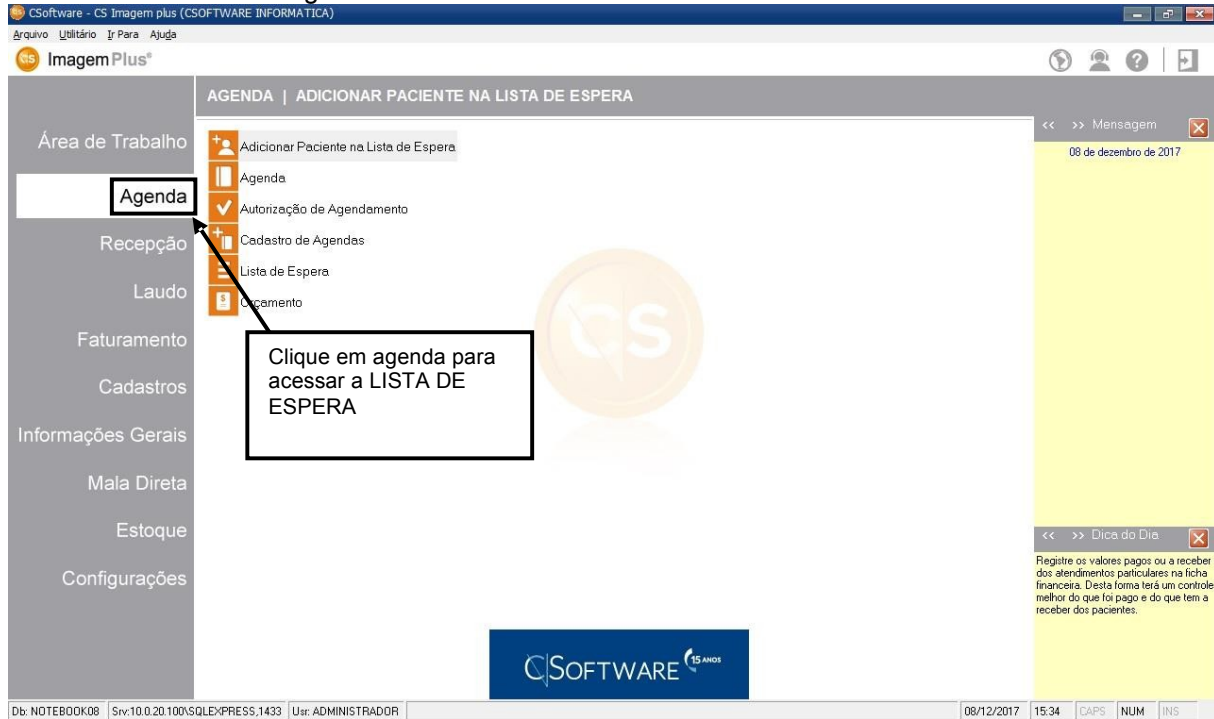 CSoftware - CS Imagem plus (CSOFTWARE INFORMATICA)
Arquivo Utilitário Ir Para Ajuda
CS ImagemPlus®
AGENDA | ADICIONAR PACIENTE NA LISTA DE ESPERA
Área de Trabalho
Agenda
Recepção
Laudo
Faturamento
Cadastros
Informações Gerais
Mala Direta
Estoque
Configurações
Adicionar Paciente na Lista de Espera
Agenda
Autorização de Agendamento
Cadastro de Agendas
Lista de Espera
Orçamento
Clique em agenda para
acessar a LISTA DE
ESPERA
CS
CSOFTWARE 15 ANOS
<< >> Mensagem
08 de dezembro de 2017
<< >> Dica do Dia
Registre os valores pagos ou a receber
dos atendimentos particulares na ficha
financeira. Desta forma terá um controle
melhor do que foi pago e do que tem a
receber dos pacientes.
Db: NOTEBOOK08 Srv:10.0.20.100\SQLEXPRESS,1433 Usr: ADMINISTRADOR 08/12/2017 15:34 CAPS NUM INS